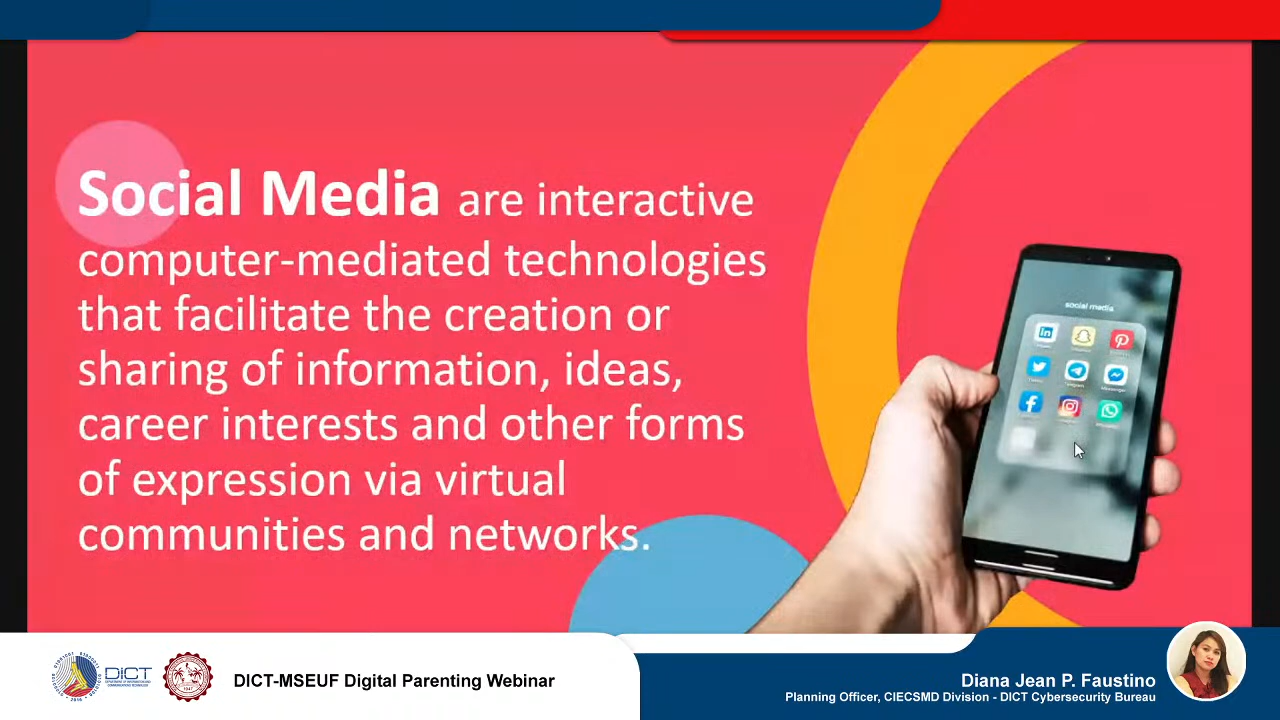 Social Media are interactive
computer-mediated technologies
that facilitate the creation or
sharing of information, ideas,
career interests and other forms
of expression via virtual
communities and networks.
social media
DICT
DICT-MSEUF Digital Parenting Webinar
Diana Jean P. Faustino
Planning Officer, CIECSMD Division - DICT Cybersecurity Bureau